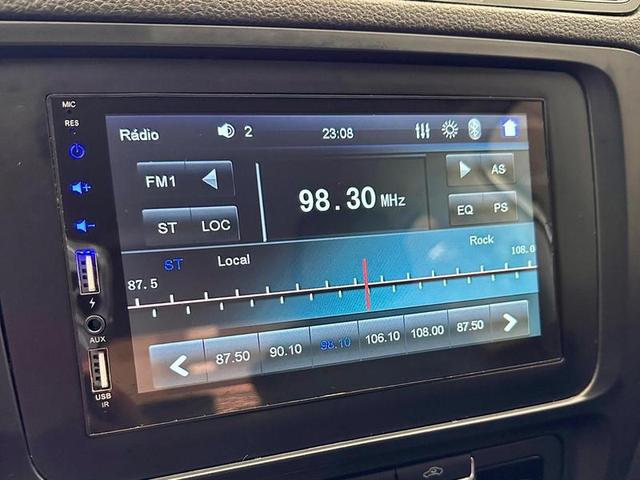 MIC
RES
Rádio 2 23:08
FM1 98.30 MHz AS
ST LOC EQ PS
ST Local Rock
87.5 108.0
87.50 90.10 98.10 106.10 108.00 87.50
AUX
USB
IR